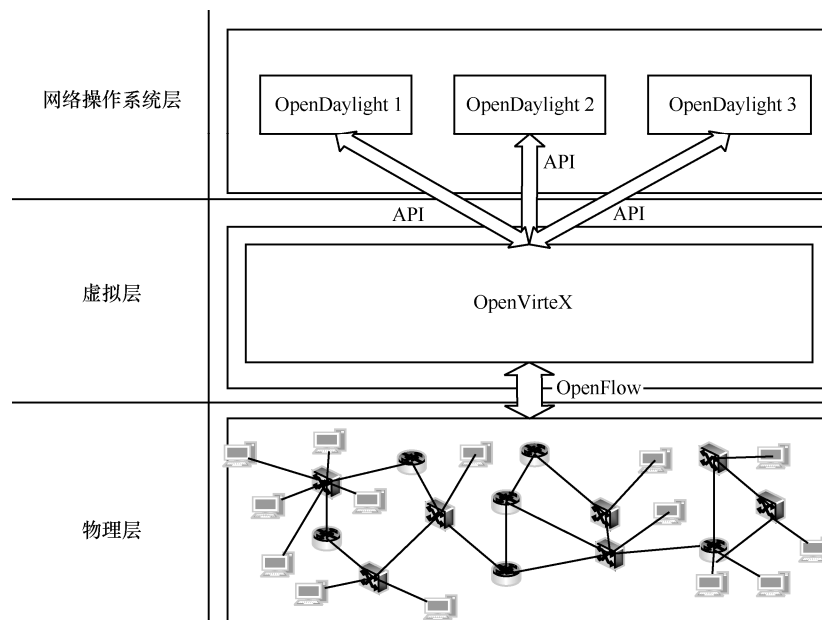 网络操作系统层
OpenDaylight 1
OpenDaylight 2
OpenDaylight 3
API
API
API
虚拟层
OpenVirteX
OpenFlow
物理层